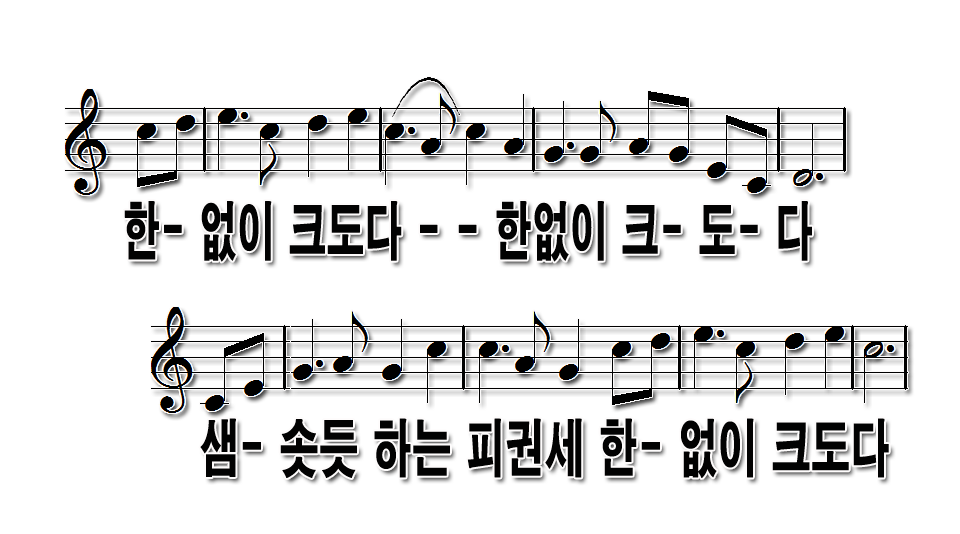 한- 없이 크도다 - - 한없이 크- 도- 다
샘- 솟듯 하는 피권세 한- 없이 크도다